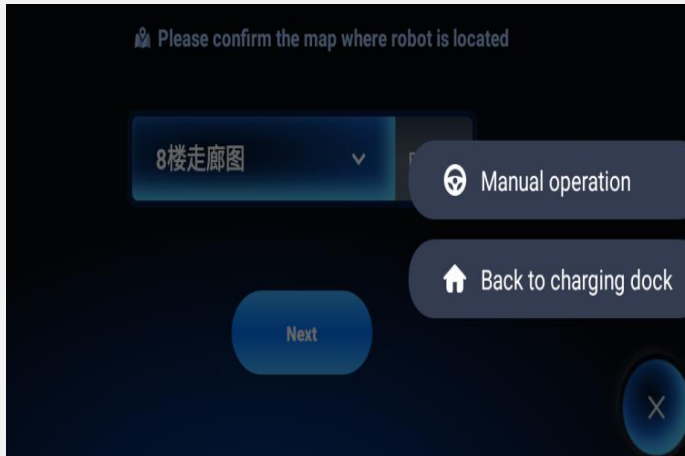 Please confirm the map where robot is located
8楼走廊图
Manual operation
Back to charging dock
Next